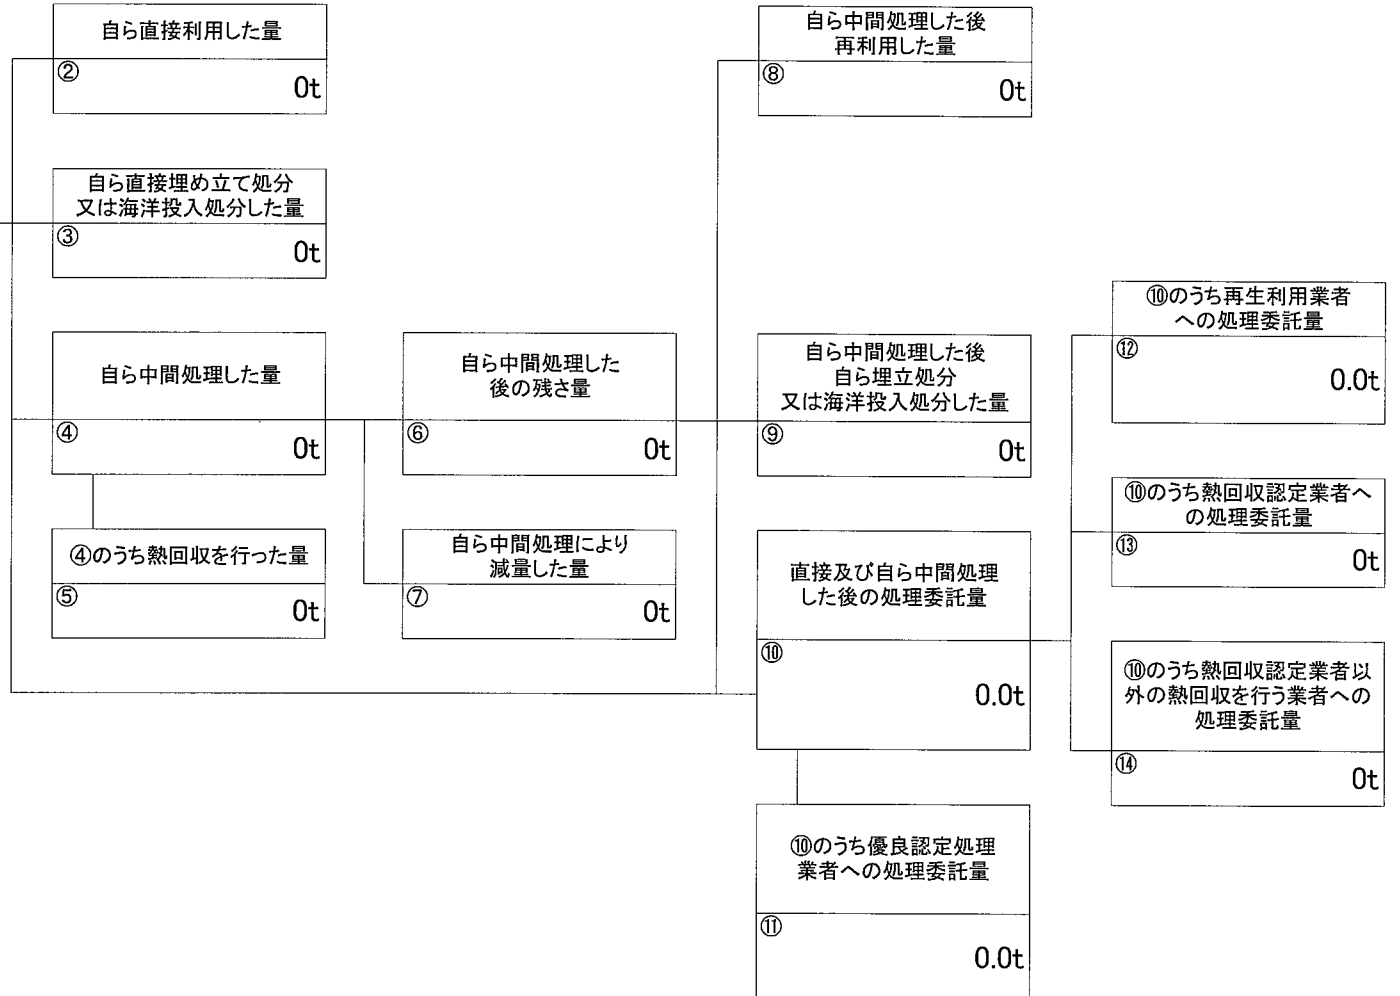 自ら直接利用した量
②
0t
自ら直接埋め立て処分
又は海洋投入処分した量
③
0t
自ら中間処理した量
④
0t
④のうち熱回収を行った量
⑤
0t
自ら中間処理した
後の残さ量
⑥
0t
自ら中間処理により
減量した量
⑦
0t
自ら中間処理した後
再利用した量
⑧
0t
自ら中間処理した後
自ら埋立処分
又は海洋投入処分した量
⑨
0t
直接及び自ら中間処理
した後の処理委託量
⑩
0.0t
⑩のうち優良認定処理
業者への処理委託量
⑪
0.0t
⑩のうち再生利用業者
への処理委託量
⑫
0.0t
⑩のうち熱回収認定業者へ
の処理委託量
⑬
0t
⑩のうち熱回収認定業者以
外の熱回収を行う業者への
処理委託量
⑭
0t